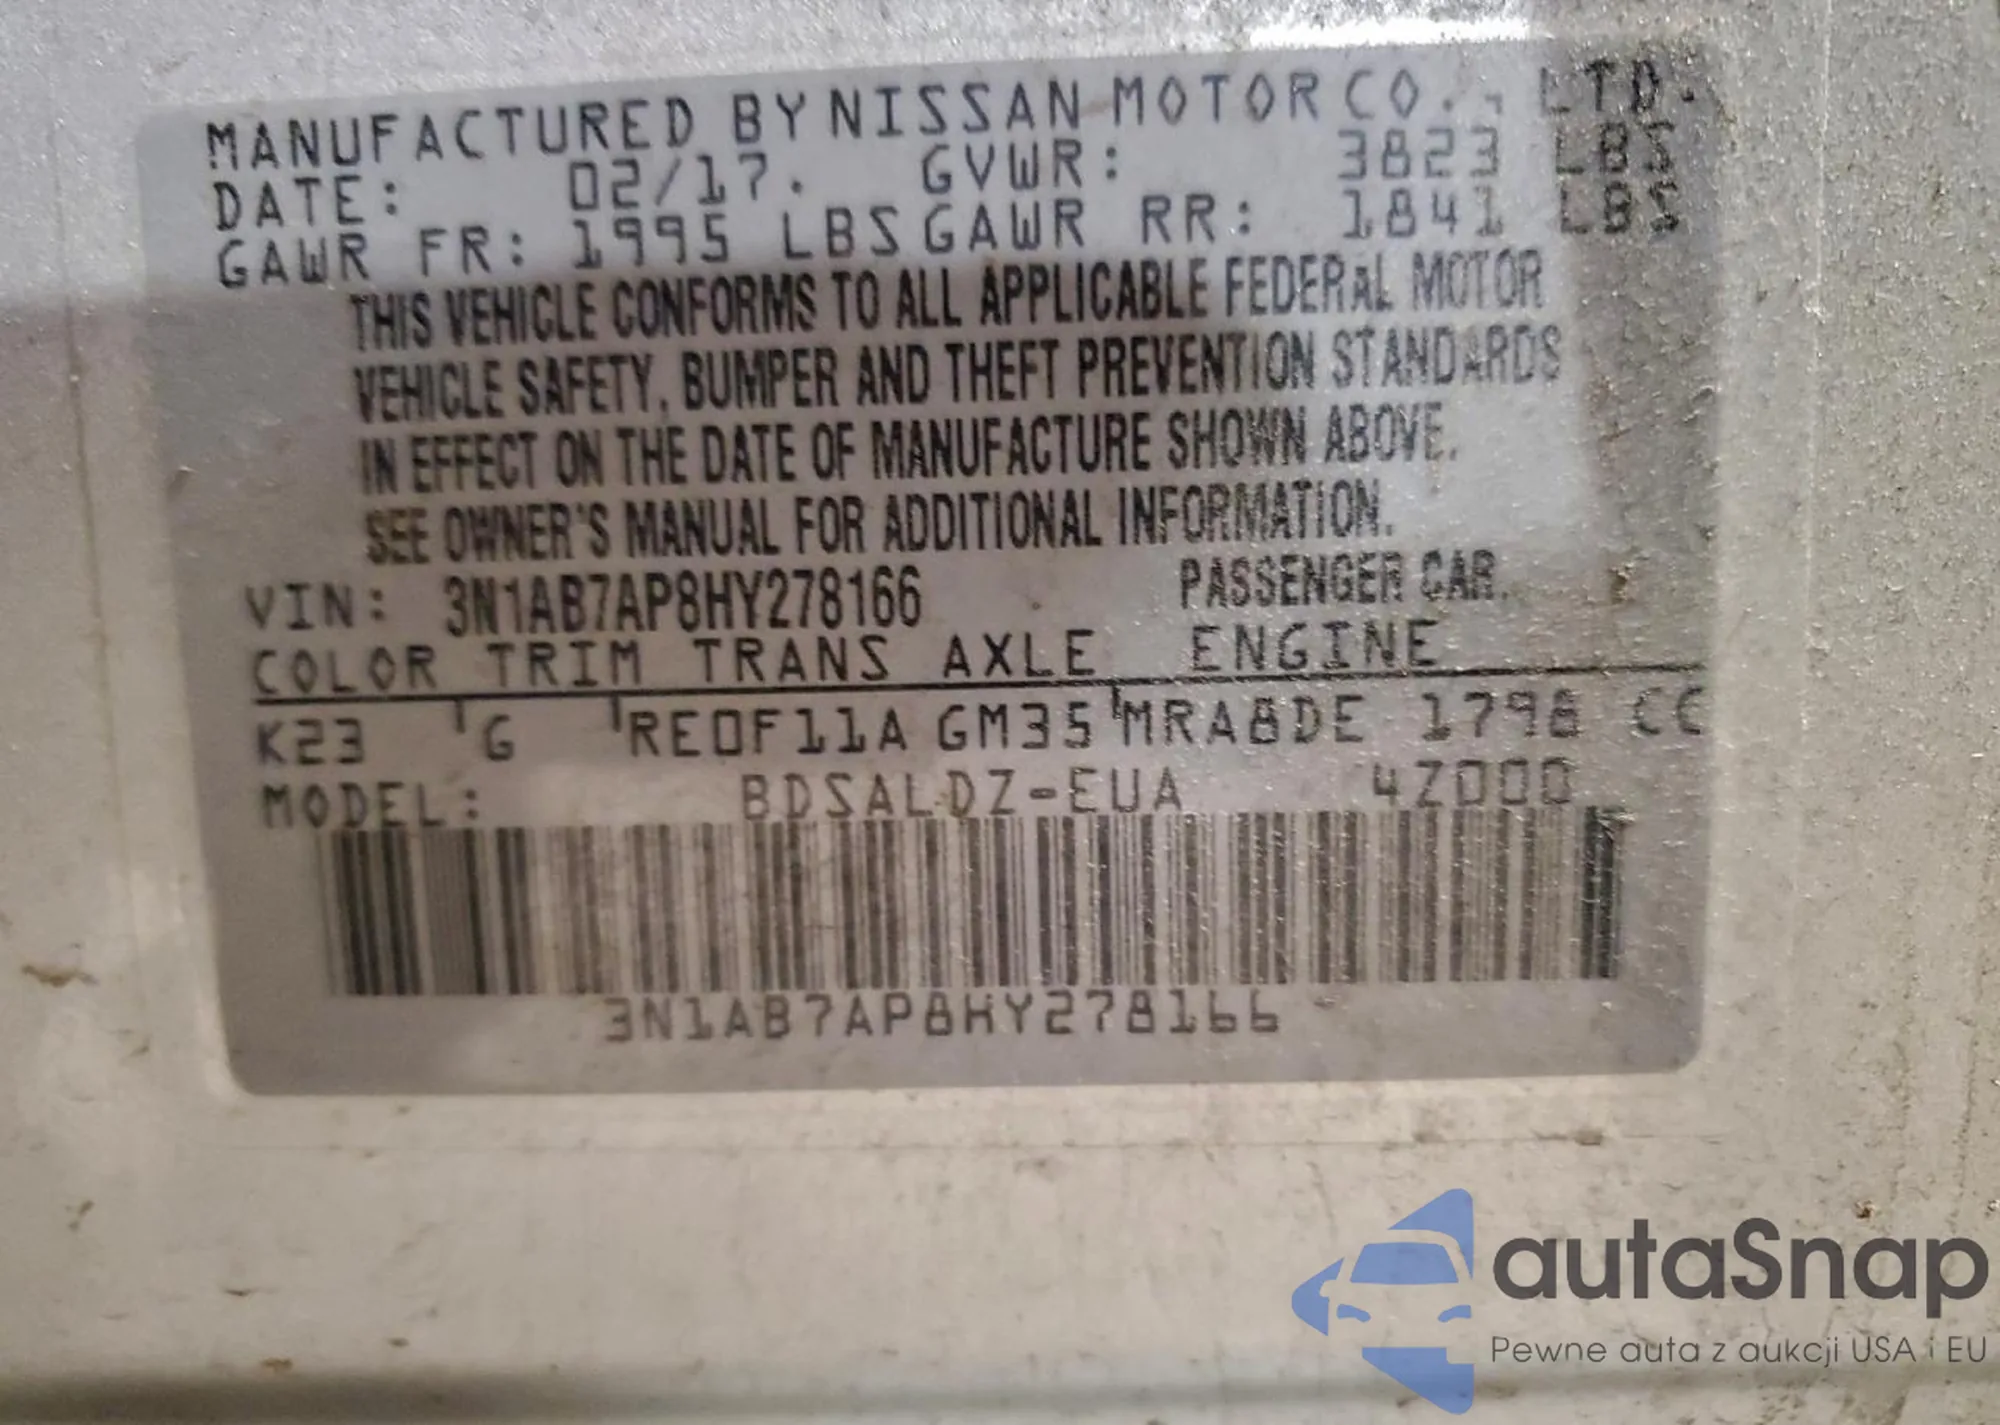 MANUFACTURED BY NISSAN MOTOR CO., LTD.
DATE: 02/17. GVWR: 3823 LBS
GAWR FR: 1995 LBS GAWR RR: 1841 LBS
THIS VEHICLE CONFORMS TO ALL APPLICABLE FEDERAL MOTOR
VEHICLE SAFETY, BUMPER AND THEFT PREVENTION STANDARDS
IN EFFECT ON THE DATE OF MANUFACTURE SHOWN ABOVE.
SEE OWNER'S MANUAL FOR ADDITIONAL INFORMATION.
VIN: 3N1AB7AP8HY278166 PASSENGER CAR.
COLOR TRIM TRANS AXLE ENGINE
K23 G RE0F11A GM35 MRA8DE 1798 CC
MODEL: BDSALDZ-EUA 4Z000
3N1AB7AP8HY278166
autaSnap
Pewne auta z aukcji USA i EU